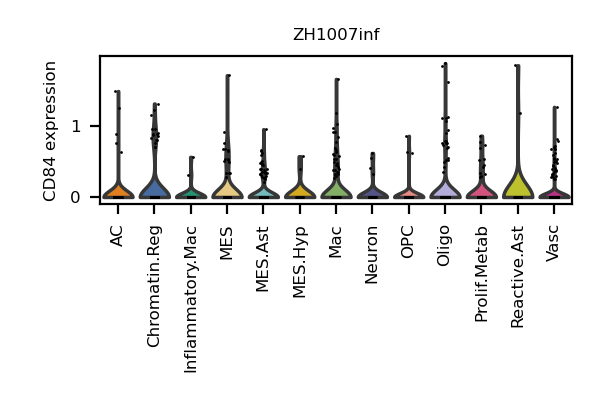 ZH1007inf
CD84 expression
1
0
AC
Chromatin.Reg
Inflammatory.Mac
MES
MES.Ast
MES.Hyp
Mac
Neuron
OPC
Oligo
Prolif.Metab
Reactive.Ast
Vasc